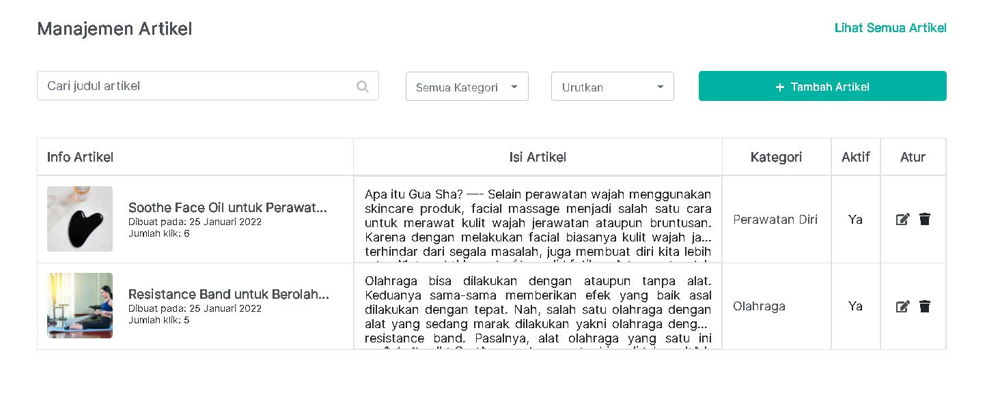 Manajemen Artikel
Lihat Semua Artikel
Cari judul artikel
Semua Kategori
Urutkan
+ Tambah Artikel
Info Artikel
Isi Artikel
Kategori
Aktif
Atur
Soothe Face Oil untuk Perawat...
Dibuat pada: 25 Januari 2022
Jumlah klik: 6
Apa itu Gua Sha? —- Selain perawatan wajah menggunakan
skincare produk, facial massage menjadi salah satu cara
untuk merawat kulit wajah jerawatan ataupun bruntusan.
Karena dengan melakukan facial biasanya kulit wajah ja...
terhindar dari segala masalah, juga membuat diri kita lebih
Perawatan Diri
Ya
Resistance Band untuk Berolah...
Dibuat pada: 25 Januari 2022
Jumlah klik: 5
Olahraga bisa dilakukan dengan ataupun tanpa alat.
Keduanya sama-sama memberikan efek yang baik asal
dilakukan dengan tepat. Nah, salah satu olahraga dengan
alat yang sedang marak dilakukan yakni olahraga deng...
resistance band. Pasalnya, alat olahraga yang satu ini
Olahraga
Ya